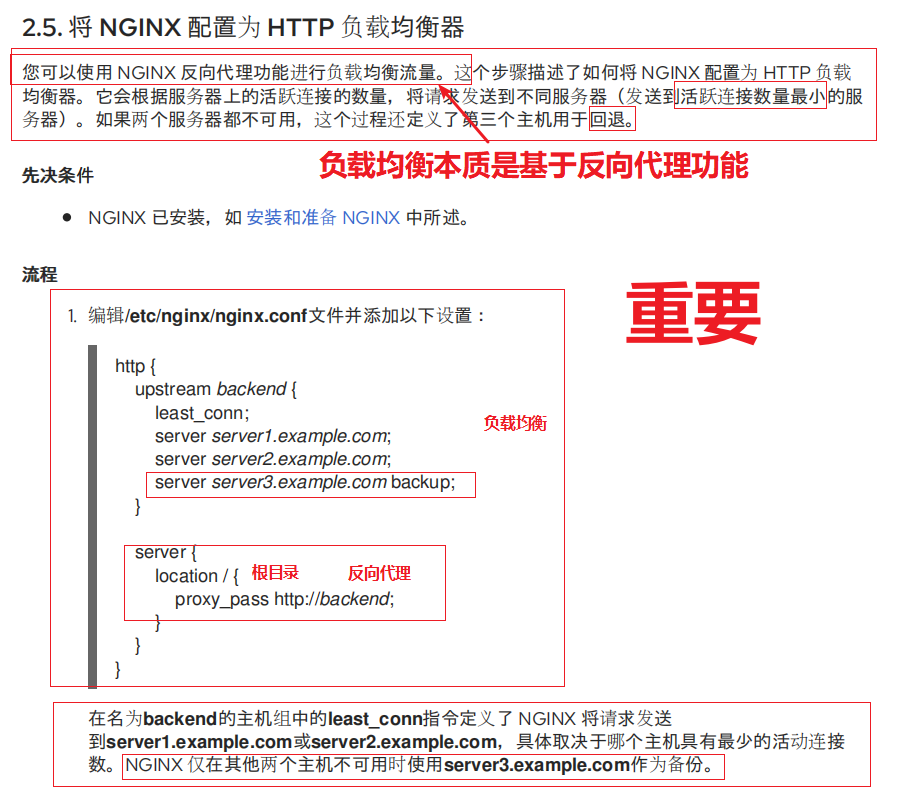 2.5. 将 NGINX 配置为 HTTP 负载均衡器
您可以使用 NGINX 反向代理功能进行负载均衡流量。这个步骤描述了如何将 NGINX 配置为 HTTP 负载
均衡器。它会根据服务器上的活跃连接的数量，将请求发送到不同服务器（发送到活跃连接数量最小的服
务器）。如果两个服务器都不可用，这个过程还定义了第三个主机用于回退。
负载均衡本质是基于反向代理功能
先决条件
● NGINX 已安装，如 安装和准备 NGINX 中所述。
流程
重要
1. 编辑/etc/nginx/nginx.conf文件并添加以下设置：
http {
upstream backend {
least_conn;
负载均衡
server server1.example.com;
server server2.example.com;
server server3.example.com backup;
}
server {
location / { 根目录 反向代理
proxy_pass http://backend;
}
}
}
在名为backend的主机组中的least_conn指令定义了 NGINX 将请求发送
到server1.example.com或server2.example.com，具体取决于哪个主机具有最少的活动连接
数。NGINX 仅在其他两个主机不可用时使用server3.example.com作为备份。